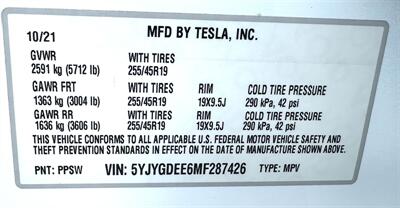 10/21 MFD BY TESLA, INC.
GVWR WITH TIRES
2591 kg (5712 lb) 255/45R19
GAWR FRT WITH TIRES RIM COLD TIRE PRESSURE
1363 kg (3004 lb) 255/45R19 19X9.5J 290 kPa, 42 psi
GAWR RR WITH TIRES RIM COLD TIRE PRESSURE
1636 kg (3606 lb) 255/45R19 19X9.5J 290 kPa, 42 psi
THIS VEHICLE CONFORMS TO ALL APPLICABLE U.S. FEDERAL MOTOR VEHICLE SAFETY AND
THEFT PREVENTION STANDARDS IN EFFECT ON THE DATE OF MANUFACTURE SHOWN ABOVE.
PNT: PPSW VIN: 5YJYGDEE6MF287426 TYPE: MPV